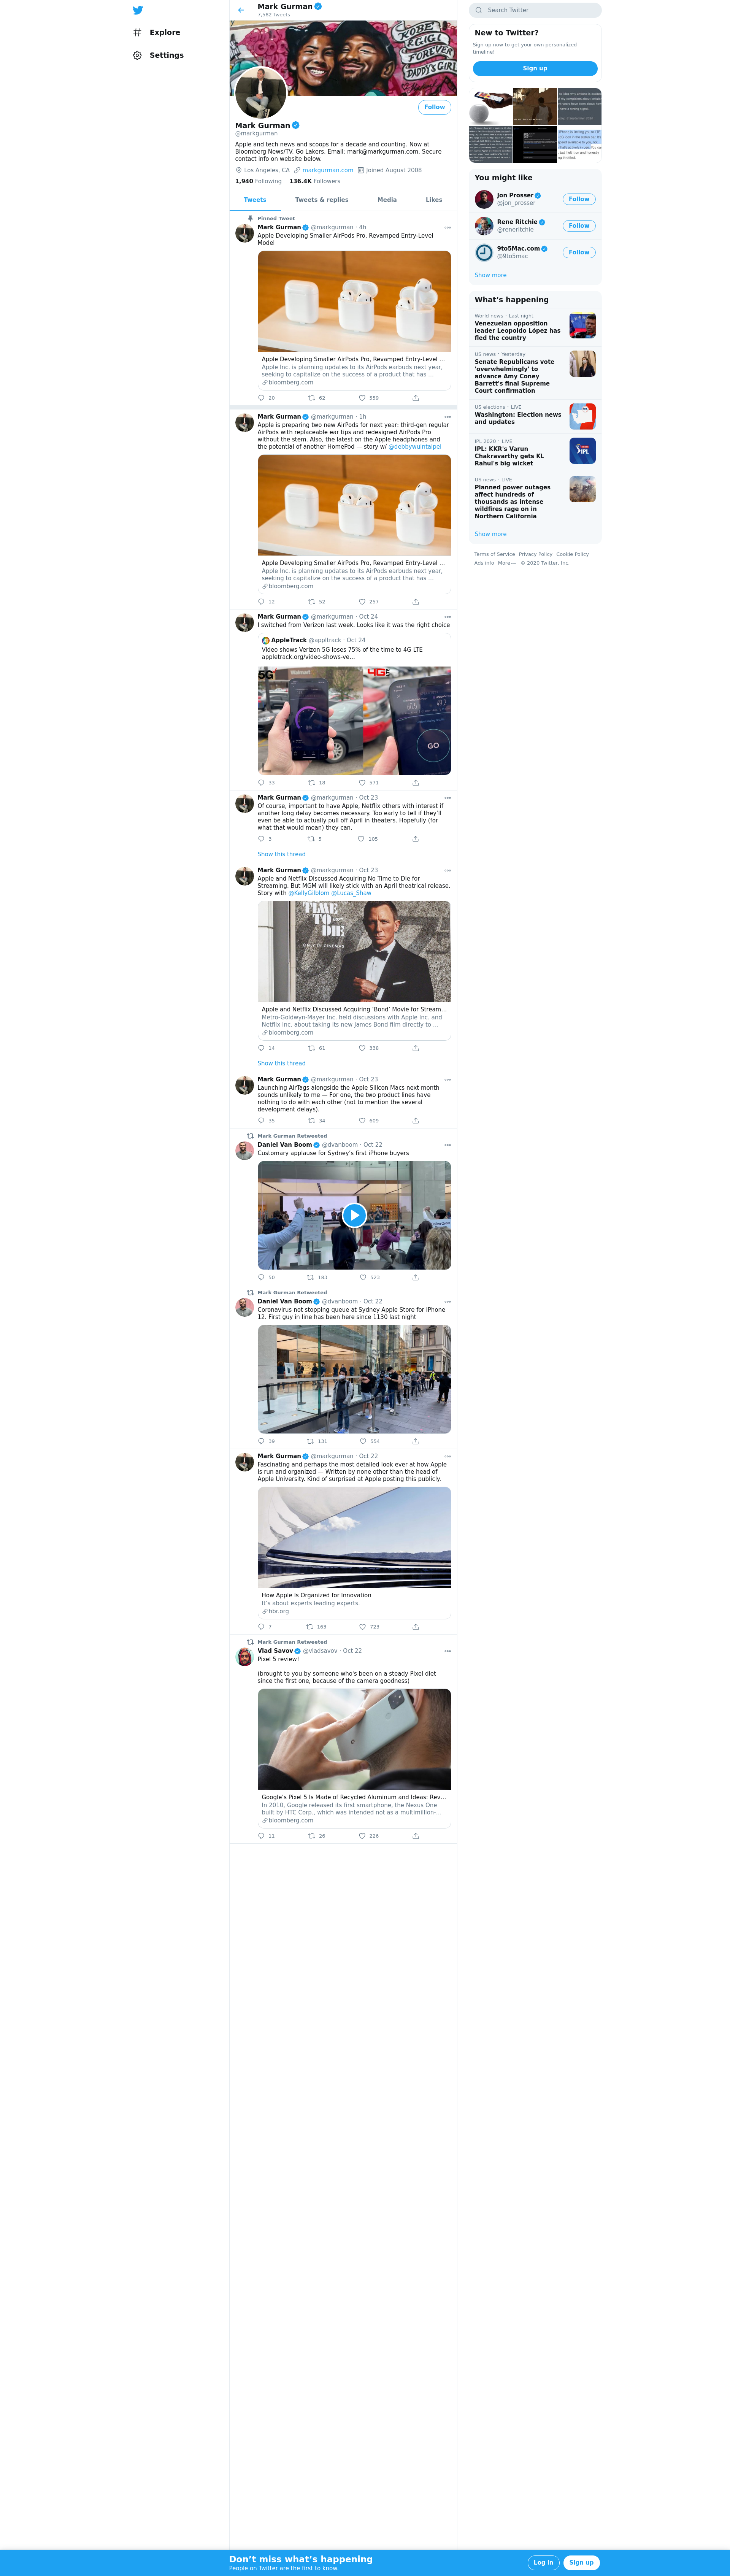 Explore
Settings
Mark Gurman
7,582 Tweets
KOBE
& GIGI
FOREVER
DADDY'S GIRL
Follow
Mark Gurman
@markgurman
Apple and tech news and scoops for a decade and counting. Now at
Bloomberg News/TV. Go Lakers. Email: mark@markgurman.com. Secure
contact info on website below.
Los Angeles, CA markgurman.com Joined August 2008
1,940 Following 136.4K Followers
Tweets Tweets & replies Media Likes
Pinned Tweet
Mark Gurman @markgurman · 4h
Apple Developing Smaller AirPods Pro, Revamped Entry-Level
Model
Apple Developing Smaller AirPods Pro, Revamped Entry-Level ...
Apple Inc. is planning updates to its AirPods earbuds next year,
seeking to capitalize on the success of a product that has ...
bloomberg.com
20 62 559
Mark Gurman @markgurman · 1h
Apple is preparing two new AirPods for next year: third-gen regular
AirPods with replaceable ear tips and redesigned AirPods Pro
without the stem. Also, the latest on the Apple headphones and
the potential of another HomePod — story w/ @debbywuintaipei
Apple Developing Smaller AirPods Pro, Revamped Entry-Level ...
Apple Inc. is planning updates to its AirPods earbuds next year,
seeking to capitalize on the success of a product that has ...
bloomberg.com
12 52 257
Mark Gurman @markgurman · Oct 24
I switched from Verizon last week. Looks like it was the right choice
AppleTrack @appltrack · Oct 24
Video shows Verizon 5G loses 75% of the time to 4G LTE
appletrack.org/video-shows-ve...
5G
4G
GO
33 18 571
Mark Gurman @markgurman · Oct 23
Of course, important to have Apple, Netflix others with interest if
another long delay becomes necessary. Too early to tell if they'll
even be able to actually pull off April in theaters. Hopefully (for
what that would mean) they can.
3 5 105
Show this thread
Mark Gurman @markgurman · Oct 23
Apple and Netflix Discussed Acquiring No Time to Die for
Streaming. But MGM will likely stick with an April theatrical release.
Story with @KellyGilblom @Lucas_Shaw
TIME
TO DIE
Apple and Netflix Discussed Acquiring 'Bond' Movie for Stream...
Metro-Goldwyn-Mayer Inc. held discussions with Apple Inc. and
Netflix Inc. about taking its new James Bond film directly to ...
bloomberg.com
14 61 338
Show this thread
Mark Gurman @markgurman · Oct 23
Launching AirTags alongside the Apple Silicon Macs next month
sounds unlikely to me — For one, the two product lines have
nothing to do with each other (not to mention the several
development delays).
35 34 609
Mark Gurman Retweeted
Daniel Van Boom @dvanboom · Oct 22
Customary applause for Sydney's first iPhone buyers
50 183 523
Mark Gurman Retweeted
Daniel Van Boom @dvanboom · Oct 22
Coronavirus not stopping queue at Sydney Apple Store for iPhone
12. First guy in line has been here since 1130 last night
39 131 554
Mark Gurman @markgurman · Oct 22
Fascinating and perhaps the most detailed look ever at how Apple
is run and organized — Written by none other than the head of
Apple University. Kind of surprised at Apple posting this publicly.
How Apple Is Organized for Innovation
It's about experts leading experts.
hbr.org
7 163 723
Mark Gurman Retweeted
Vlad Savov @vladsavov · Oct 22
Pixel 5 review!
(brought to you by someone who's been on a steady Pixel diet
since the first one, because of the camera goodness)
Google's Pixel 5 Is Made of Recycled Aluminum and Ideas: Rev...
In 2010, Google released its first smartphone, the Nexus One
built by HTC Corp., which was intended not as a multimillion-...
bloomberg.com
11 26 226
Search Twitter
New to Twitter?
Sign up now to get your own personalized
timeline!
Sign up
You might like
Jon Prosser
@jon_prosser
Follow
Rene Ritchie
@reneritchie
Follow
9to5Mac.com
@9to5mac
Follow
Show more
What's happening
World news · Last night
Venezuelan opposition
leader Leopoldo López has
fled the country
US news · Yesterday
Senate Republicans vote
'overwhelmingly' to
advance Amy Coney
Barrett's final Supreme
Court confirmation
US elections · LIVE
Washington: Election news
and updates
IPL 2020 · LIVE
IPL: KKR's Varun
Chakravarthy gets KL
Rahul's big wicket
IPL
US news · LIVE
Planned power outages
affect hundreds of
thousands as intense
wildfires rage on in
Northern California
Show more
Terms of Service Privacy Policy Cookie Policy
Ads info More © 2020 Twitter, Inc.
Don't miss what's happening
People on Twitter are the first to know.
Log in
Sign up